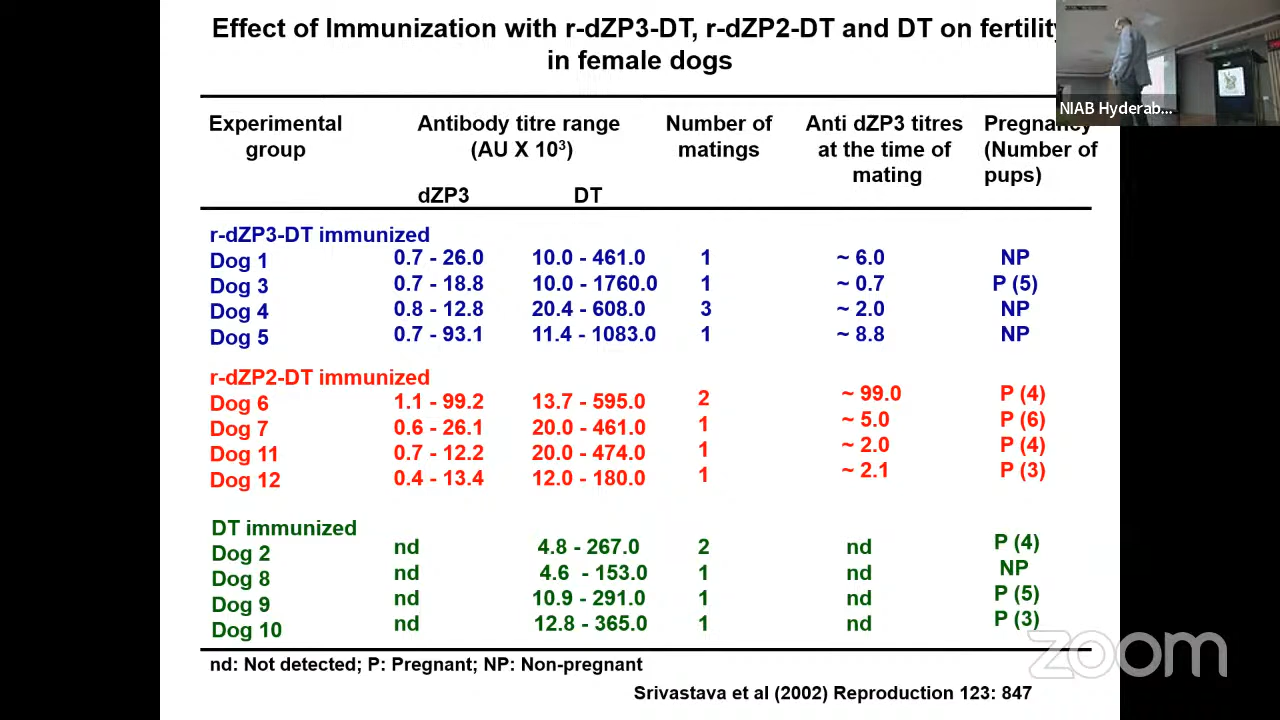 Effect of Immunization with r-dZP3-DT, r-dZP2-DT and DT on fertility
in female dogs
NIAB Hyderab...
Experimental group
Antibody titre range (AU X 10³)
Number of matings
Anti dZP3 titres at the time of mating
Pregnancy (Number of pups)
dZP3 DT
r-dZP3-DT immunized
Dog 1 0.7 - 26.0 10.0 - 461.0 1 ~ 6.0 NP
Dog 3 0.7 - 18.8 10.0 - 1760.0 1 ~ 0.7 P (5)
Dog 4 0.8 - 12.8 20.4 - 608.0 3 ~ 2.0 NP
Dog 5 0.7 - 93.1 11.4 - 1083.0 1 ~ 8.8 NP
r-dZP2-DT immunized
Dog 6 1.1 - 99.2 13.7 - 595.0 2 ~ 99.0 P (4)
Dog 7 0.6 - 26.1 20.0 - 461.0 1 ~ 5.0 P (6)
Dog 11 0.7 - 12.2 20.0 - 474.0 1 ~ 2.0 P (4)
Dog 12 0.4 - 13.4 12.0 - 180.0 1 ~ 2.1 P (3)
DT immunized
Dog 2 nd 4.8 - 267.0 2 nd P (4)
Dog 8 nd 4.6 - 153.0 1 nd NP
Dog 9 nd 10.9 - 291.0 1 nd P (5)
Dog 10 nd 12.8 - 365.0 1 nd P (3)
nd: Not detected; P: Pregnant; NP: Non-pregnant
zoom
Srivastava et al (2002) Reproduction 123: 847